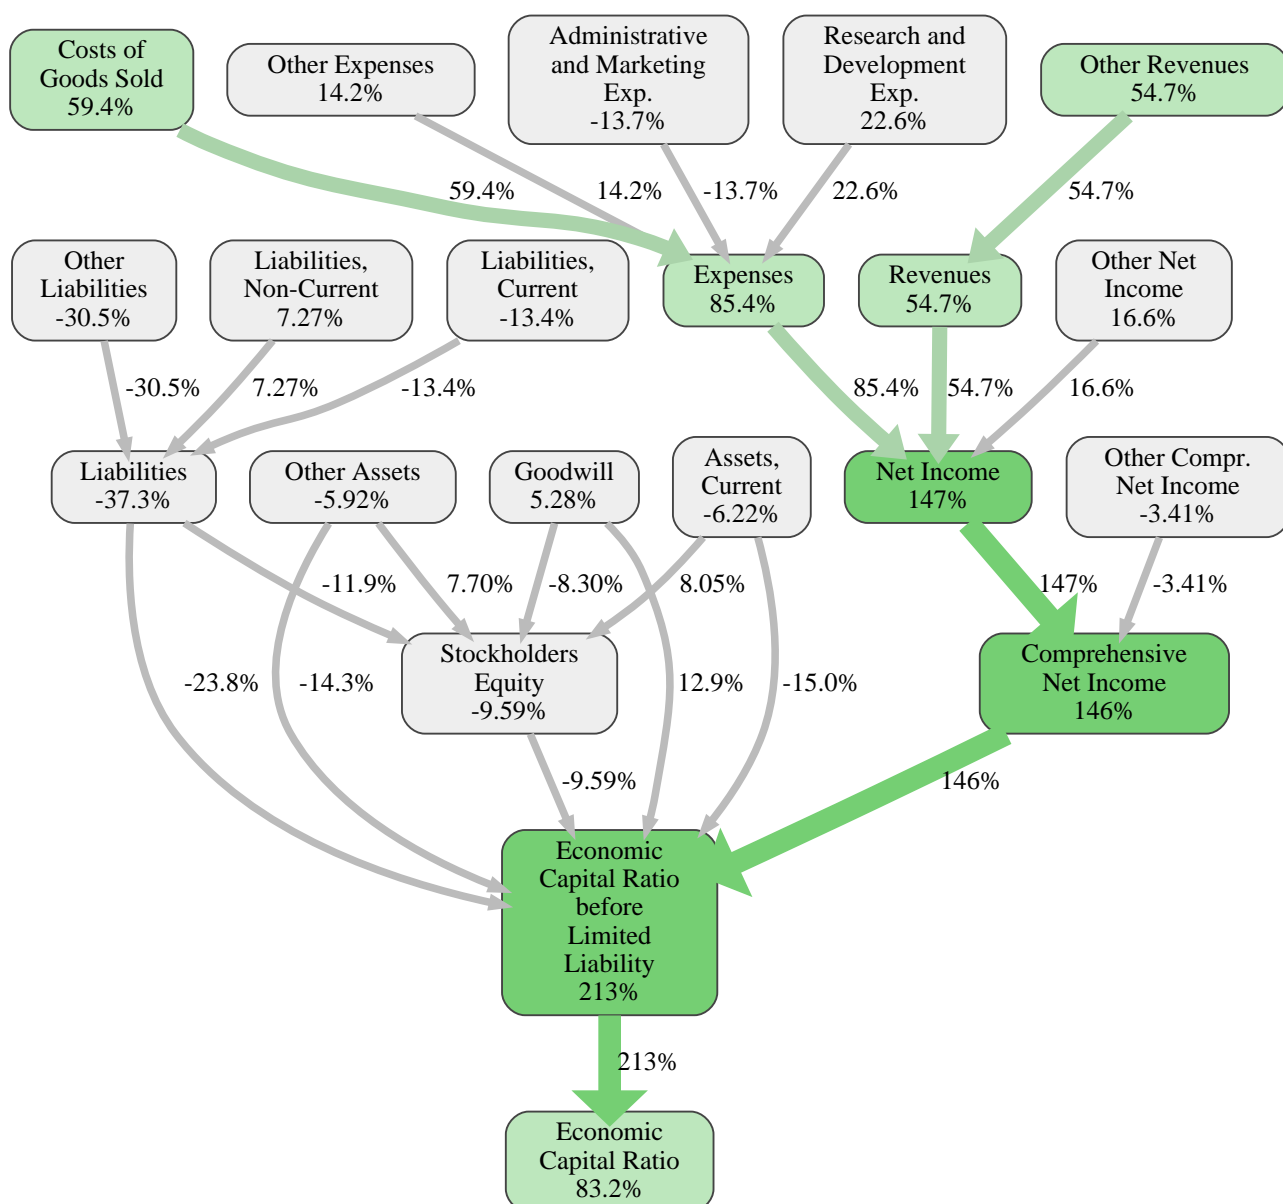 Costs of
Goods Sold
59.4%
Other Expenses
14.2%
Administrative
and Marketing
Exp.
-13.7%
Research and
Development
Exp.
22.6%
Other Revenues
54.7%
59.4%
14.2%
-13.7%
22.6%
54.7%
Other
Liabilities
-30.5%
Liabilities,
Non-Current
7.27%
Liabilities,
Current
-13.4%
Expenses
85.4%
Revenues
54.7%
Other Net
Income
16.6%
-30.5%
7.27%
-13.4%
85.4%
54.7%
16.6%
Liabilities
-37.3%
Other Assets
-5.92%
Goodwill
5.28%
Assets,
Current
-6.22%
Net Income
147%
Other Compr.
Net Income
-3.41%
-11.9%
7.70%
-8.30%
8.05%
147%
-3.41%
Stockholders
Equity
-9.59%
Comprehensive
Net Income
146%
-23.8%
-14.3%
12.9%
-15.0%
-9.59%
146%
Economic
Capital Ratio
before
Limited
Liability
213%
213%
Economic
Capital Ratio
83.2%